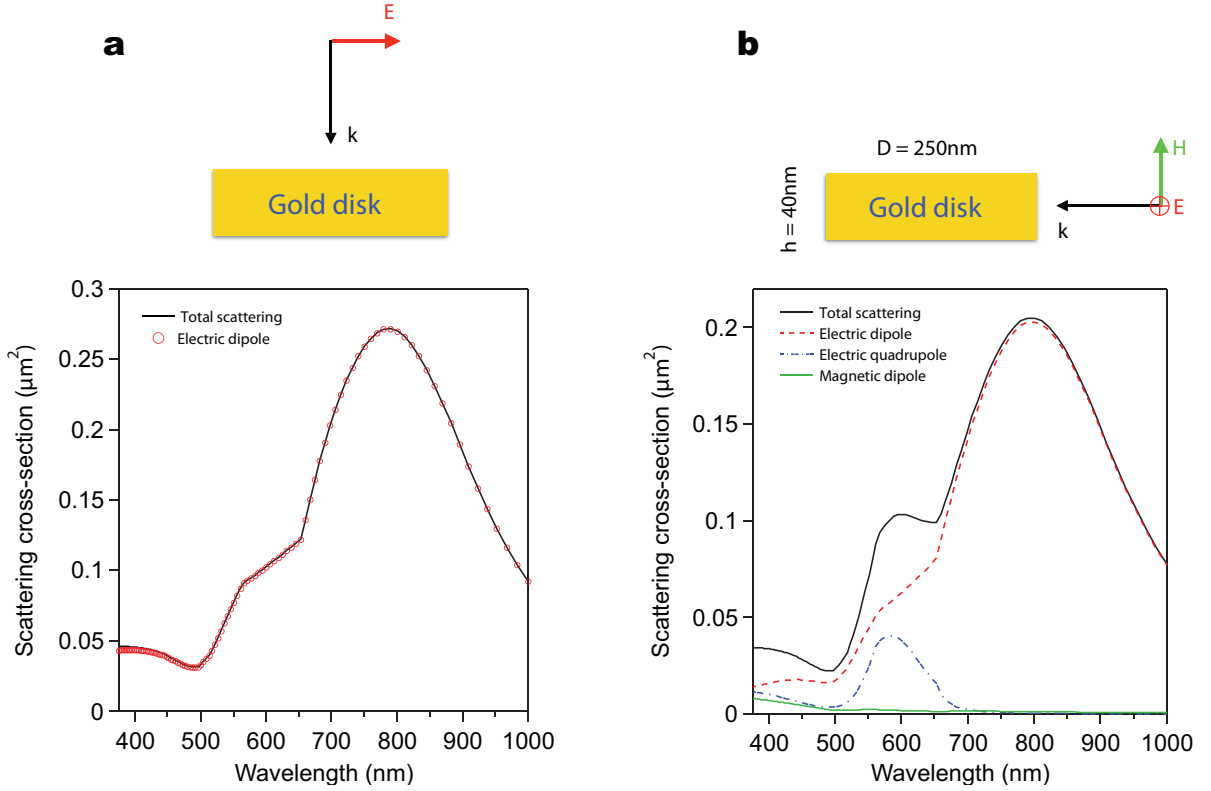 a
E
k
Gold disk
0.3
0.25
0.2
0.15
0.1
0.05
0
Total scattering
Electric dipole
Scattering cross-section (µm²)
400 500 600 700 800 900 1000
Wavelength (nm)
b
D = 250nm
h = 40nm
Gold disk
H
E
k
0.2
0.15
0.1
0.05
0
Total scattering
Electric dipole
Electric quadrupole
Magnetic dipole
Scattering cross-section (µm²)
400 500 600 700 800 900 1000
Wavelength (nm)